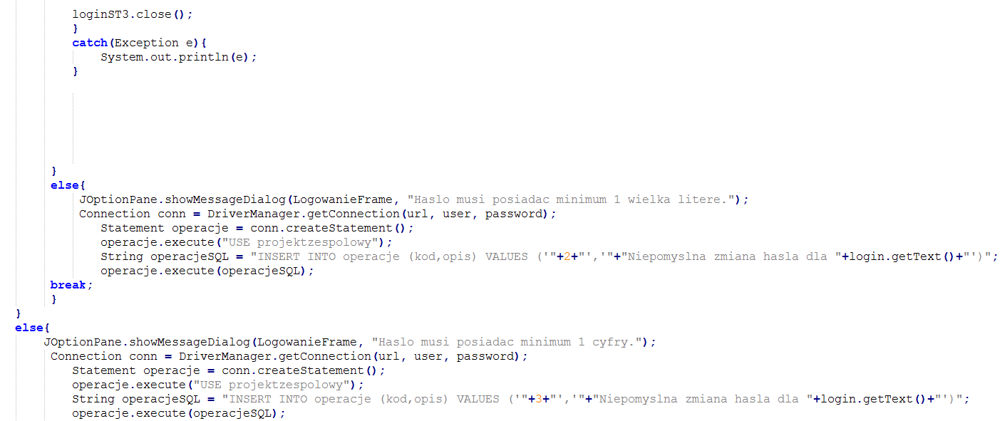 loginST3.close();
}
catch(Exception e){
System.out.println(e);
}
}
else{
JOptionPane.showMessageDialog(LogowanieFrame, "Haslo musi posiadac minimum 1 wielka litere.");
Connection conn = DriverManager.getConnection(url, user, password);
Statement operacje = conn.createStatement();
operacje.execute("USE projektzespolowy");
String operacjeSQL = "INSERT INTO operacje (kod,opis) VALUES ('"+2+"','"+"Niepomyslna zmiana hasla dla "+login.getText()+"')";
operacje.execute(operacjeSQL);
break;
}
}
else{
JOptionPane.showMessageDialog(LogowanieFrame, "Haslo musi posiadac minimum 1 cyfry.");
Connection conn = DriverManager.getConnection(url, user, password);
Statement operacje = conn.createStatement();
operacje.execute("USE projektzespolowy");
String operacjeSQL = "INSERT INTO operacje (kod,opis) VALUES ('"+3+"','"+"Niepomyslna zmiana hasla dla "+login.getText()+"')";
operacje.execute(operacjeSQL);